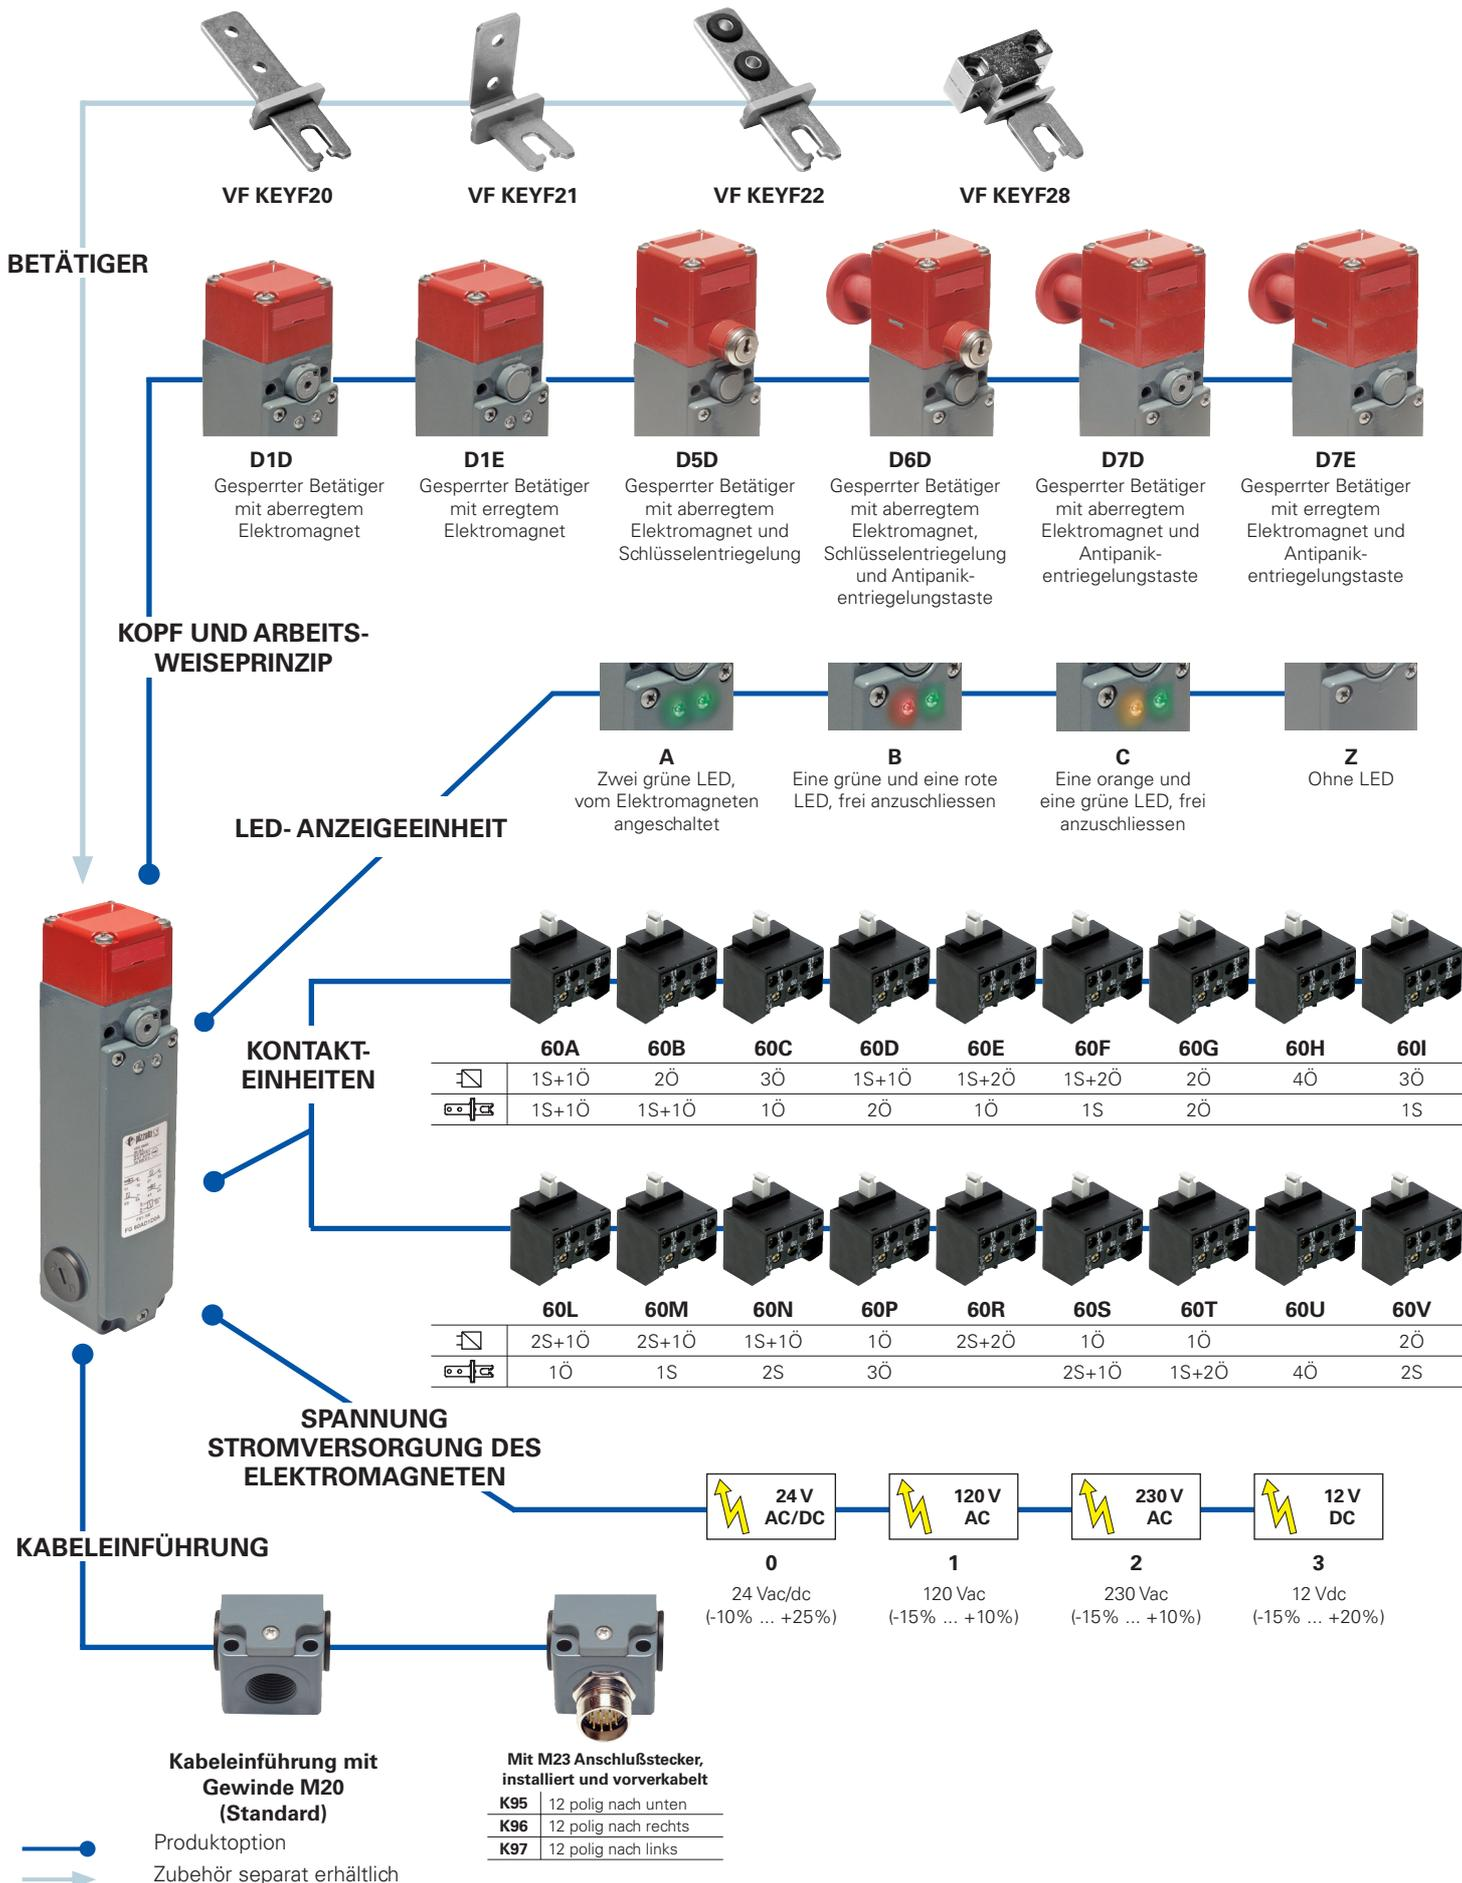 VF KEYF20
VF KEYF21
VF KEYF22
VF KEYF28
BETÄTIGER
D1D
Gesperrter Betätiger
mit aberregtem
Elektromagnet
D1E
Gesperrter Betätiger
mit erregtem
Elektromagnet
D5D
Gesperrter Betätiger
mit aberregtem
Elektromagnet und
Schlüsselentriegelung
D6D
Gesperrter Betätiger
mit aberregtem
Elektromagnet,
Schlüsselentriegelung
und Antipanik-
entriegelungstaste
D7D
Gesperrter Betätiger
mit aberregtem
Elektromagnet und
Antipanik-
entriegelungstaste
D7E
Gesperrter Betätiger
mit erregtem
Elektromagnet und
Antipanik-
entriegelungstaste
KOPF UND ARBEITS-
WEISEPRINZIP
A
Zwei grüne LED,
vom Elektromagneten
angeschaltet
B
Eine grüne und eine rote
LED, frei anzuschliessen
C
Eine orange und
eine grüne LED, frei
anzuschliessen
Z
Ohne LED
LED- ANZEIGEEINHEIT
KONTAKT-
EINHEITEN
60A 60B 60C 60D 60E 60F 60G 60H 60I
1S+1Ö 2Ö 3Ö 1S+1Ö 1S+2Ö 1S+2Ö 2Ö 4Ö 3Ö
1S+1Ö 1S+1Ö 1Ö 2Ö 1Ö 1S 2Ö 1S
pizzato
FG 60AD1D0A
60L 60M 60N 60P 60R 60S 60T 60U 60V
2S+1Ö 2S+1Ö 1S+1Ö 1Ö 2S+2Ö 1Ö 1Ö 2Ö
1Ö 1S 2S 3Ö 2S+1Ö 1S+2Ö 4Ö 2S
SPANNUNG
STROMVERSORGUNG DES
ELEKTROMAGNETEN
24 V
AC/DC
0
24 Vac/dc
(-10% ... +25%)
120 V
AC
1
120 Vac
(-15% ... +10%)
230 V
AC
2
230 Vac
(-15% ... +10%)
12 V
DC
3
12 Vdc
(-15% ... +20%)
KABELEINFÜHRUNG
Kabeleinführung mit
Gewinde M20
(Standard)
Mit M23 Anschlußstecker,
installiert und vorverkabelt
K95 12 polig nach unten
K96 12 polig nach rechts
K97 12 polig nach links
Produktoption
Zubehör separat erhältlich